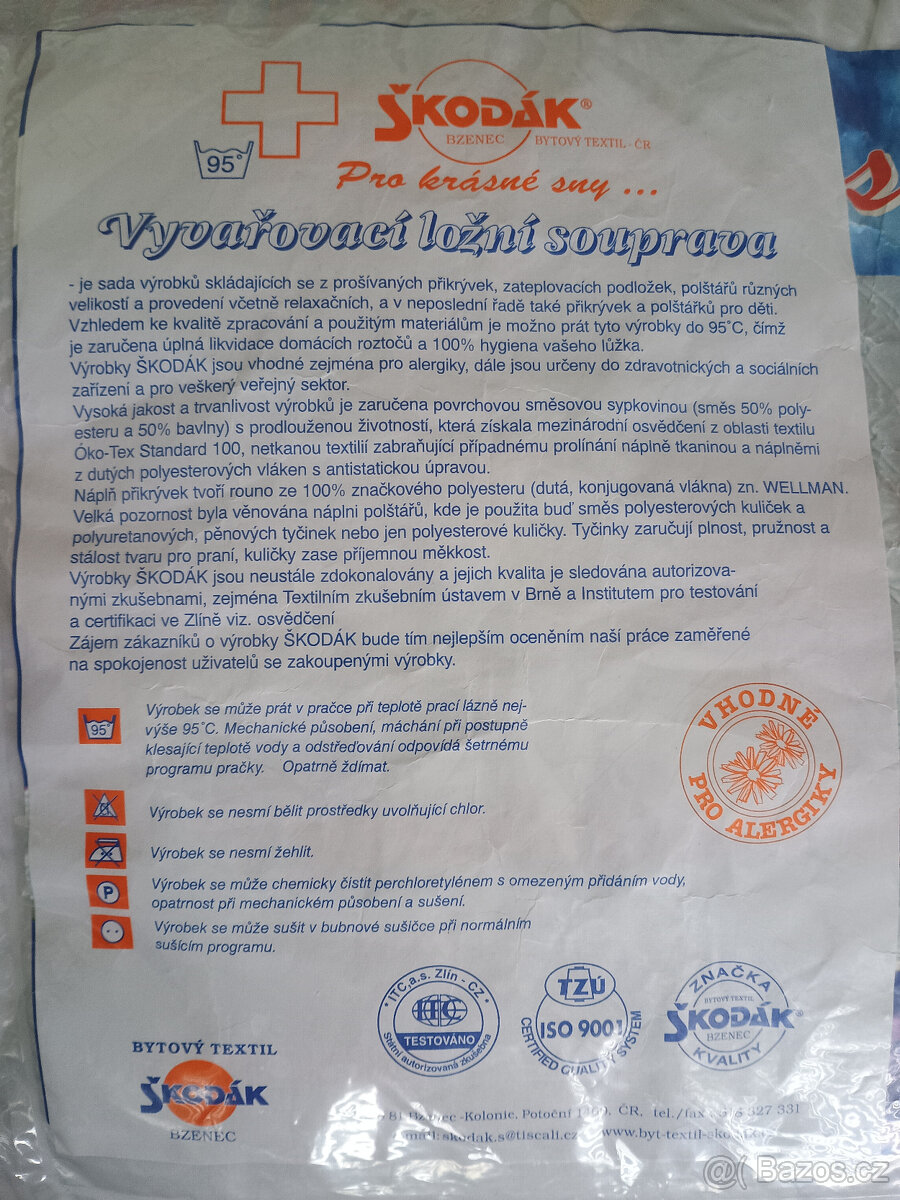 95°
ŠKODÁK®
BZENEC BYTOVÝ TEXTIL - ČR
Pro krásné sny ...
Vyvařovací ložní souprava
- je sada výrobků skládajících se z prošívaných přikrývek, zateplovacích podložek, polštářů různých
velikostí a provedení včetně relaxačních, a v neposlední řadě také přikrývek a polštářků pro děti.
Vzhledem ke kvalitě zpracování a použitým materiálům je možno prát tyto výrobky do 95°C, čímž
je zaručena úplná likvidace domácích roztočů a 100% hygiena vašeho lůžka.
Výrobky ŠKODÁK jsou vhodné zejména pro alergiky, dále jsou určeny do zdravotnických a sociálních
zařízení a pro veškerý veřejný sektor.
Vysoká jakost a trvanlivost výrobků je zaručena povrchovou směsovou sypkovinou (směs 50% poly-
esteru a 50% bavlny) s prodlouženou životností, která získala mezinárodní osvědčení z oblasti textilu
Öko-Tex Standard 100, netkanou textilií zabraňující případnému prolínání náplně tkaninou a náplněmi
z dutých polyesterových vláken s antistatickou úpravou.
Náplň přikrývek tvoří rouno ze 100% značkového polyesteru (dutá, konjugovaná vlákna) zn. WELLMAN.
Velká pozornost byla věnována náplni polštářů, kde je použita buď směs polyesterových kuliček a
polyuretanových, pěnových tyčinek nebo jen polyesterové kuličky. Tyčinky zaručují plnost, pružnost a
stálost tvaru pro praní, kuličky zase příjemnou měkkost.
Výrobky ŠKODÁK jsou neustále zdokonalovány a jejich kvalita je sledována autorizova-
nými zkušebnami, zejména Textilním zkušebním ústavem v Brně a Institutem pro testování
a certifikaci ve Zlíně viz. osvědčení
Zájem zákazníků o výrobky ŠKODÁK bude tím nejlepším oceněním naší práce zaměřené
na spokojenost uživatelů se zakoupenými výrobky.
95°
Výrobek se může prát v pračce při teplotě prací lázně nej-
výše 95°C. Mechanické působení, máchání při postupně
klesající teplotě vody a odstřeďování odpovídá šetrnému
programu pračky. Opatrně ždímat.
VHODNÉ
PRO ALERGIKY
Výrobek se nesmí bělit prostředky uvolňující chlor.
Výrobek se nesmí žehlit.
P
Výrobek se může chemicky čistit perchloretylénem s omezeným přidáním vody,
opatrnost při mechanickém působení a sušení.
Výrobek se může sušit v bubnové sušičce při normálním
sušícím programu.
ITC, a.s. Zlín - CZ
ITC
TESTOVÁNO
Státní autorizovaná zkušebna
TZÚ
ISO 9001
CERTIFIED QUALITY SYSTEM
ZNAČKA
BYTOVÝ TEXTIL
ŠKODÁK®
BZENEC
KVALITY
BYTOVÝ TEXTIL
ŠKODÁK
BZENEC
Bzenec -Kolonie, Potoční ČR, tel./fax 327 331
mail: skodak.s@tiscali.cz
Bazos.cz